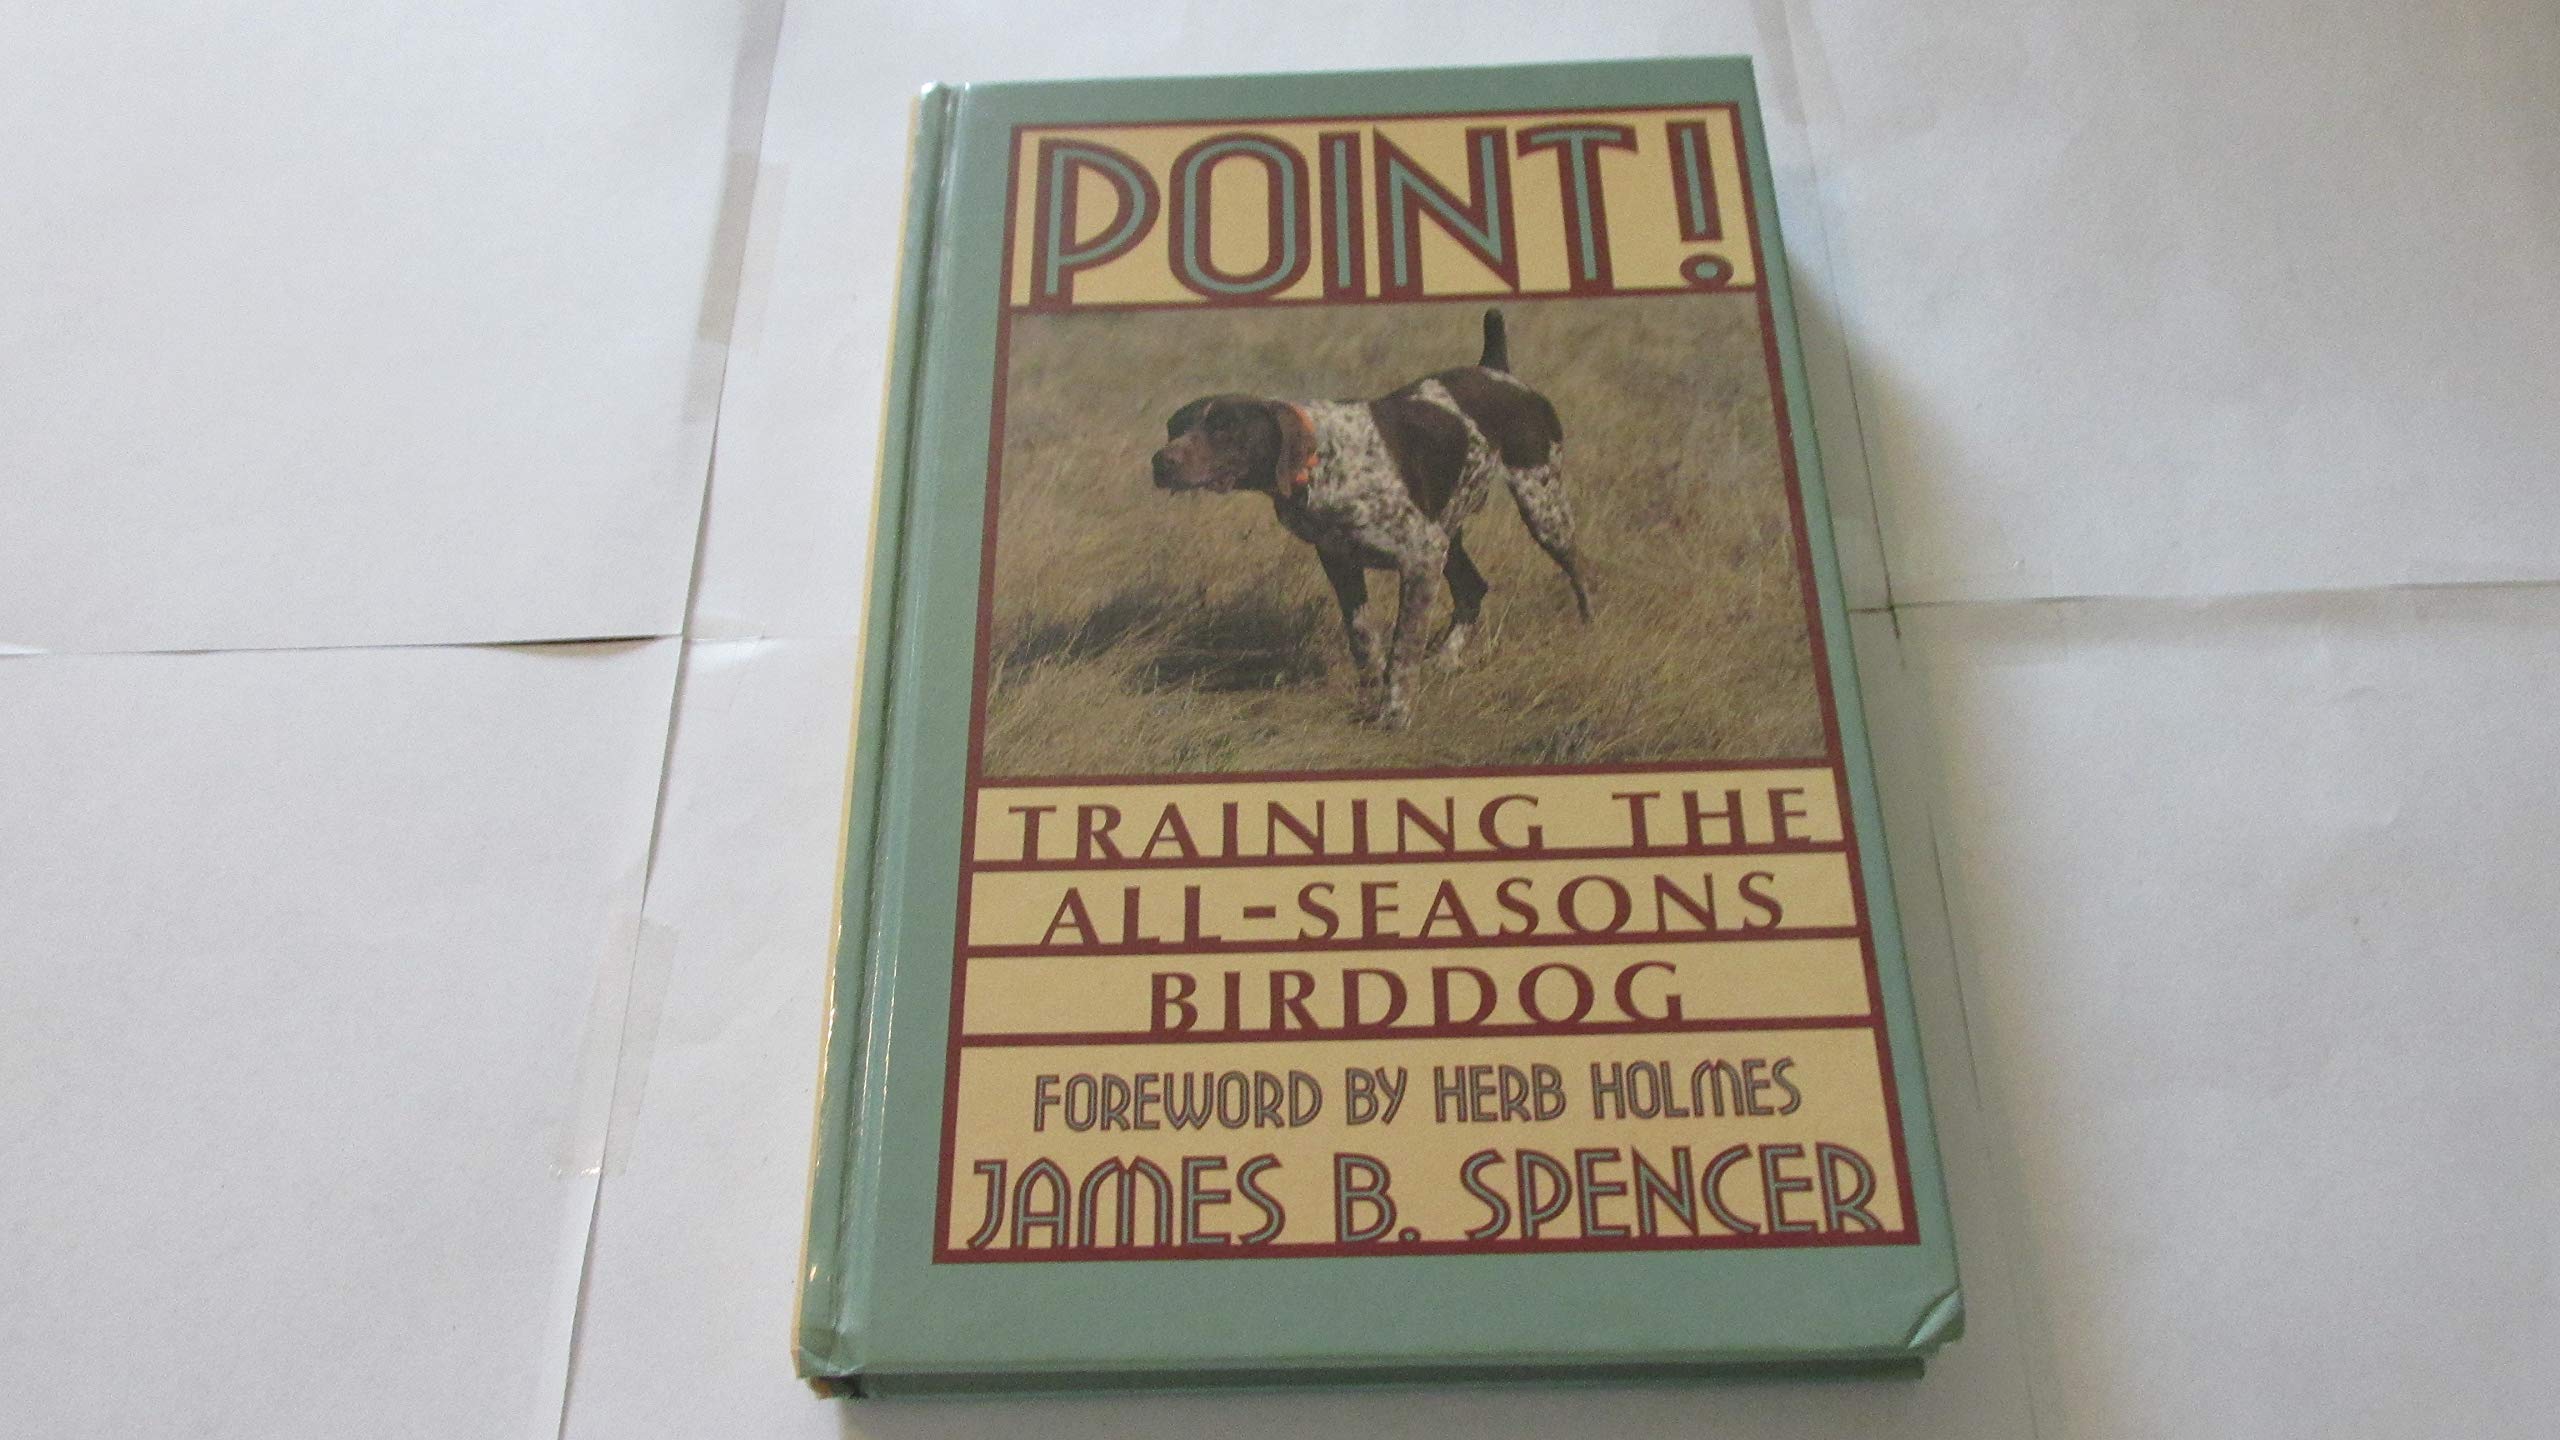 POINT!
TRAINING THE
ALL-SEASONS
BIRDDOG
FOREWORD BY HERB HOLMES
JAMES B. SPENCER